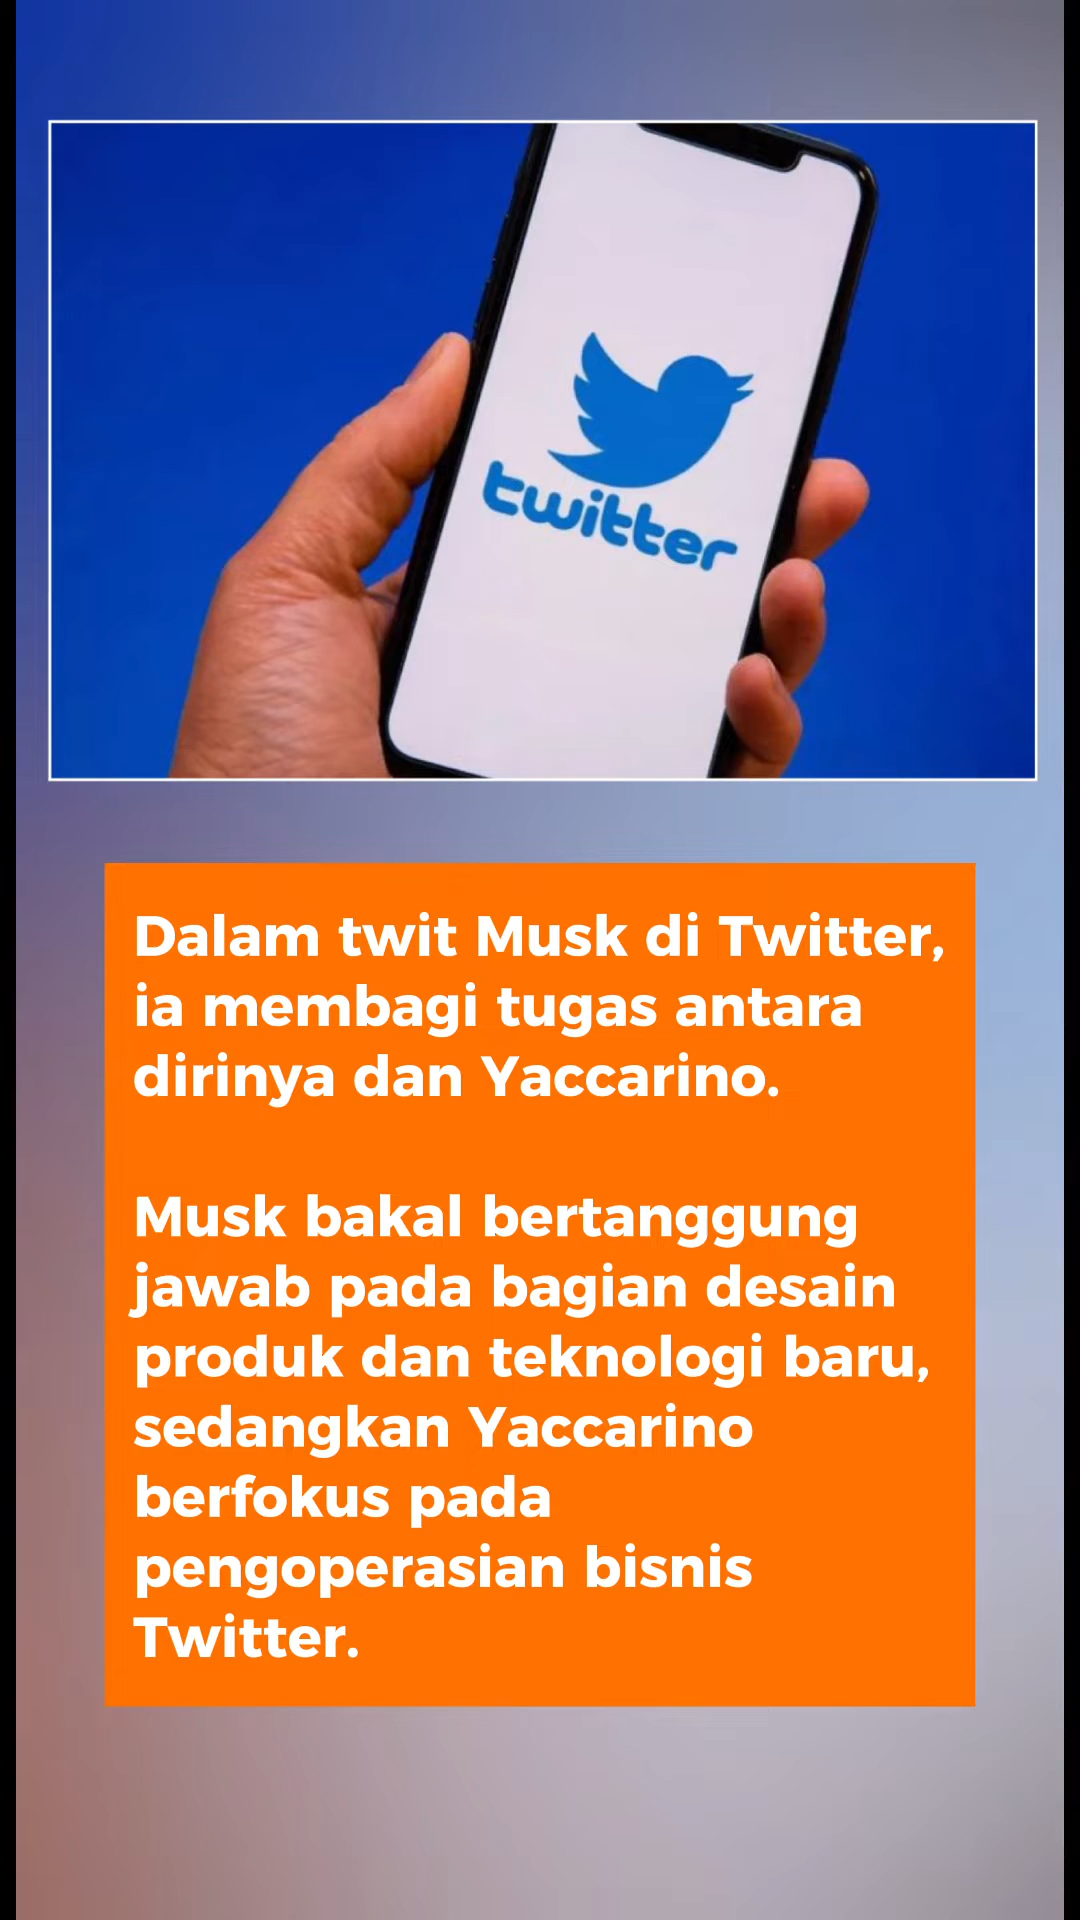 twitter
Dalam twit Musk di Twitter,
ia membagi tugas antara
dirinya dan Yaccarino.
Musk bakal bertanggung
jawab pada bagian desain
produk dan teknologi baru,
sedangkan Yaccarino
berfokus pada
pengoperasian bisnis
Twitter.